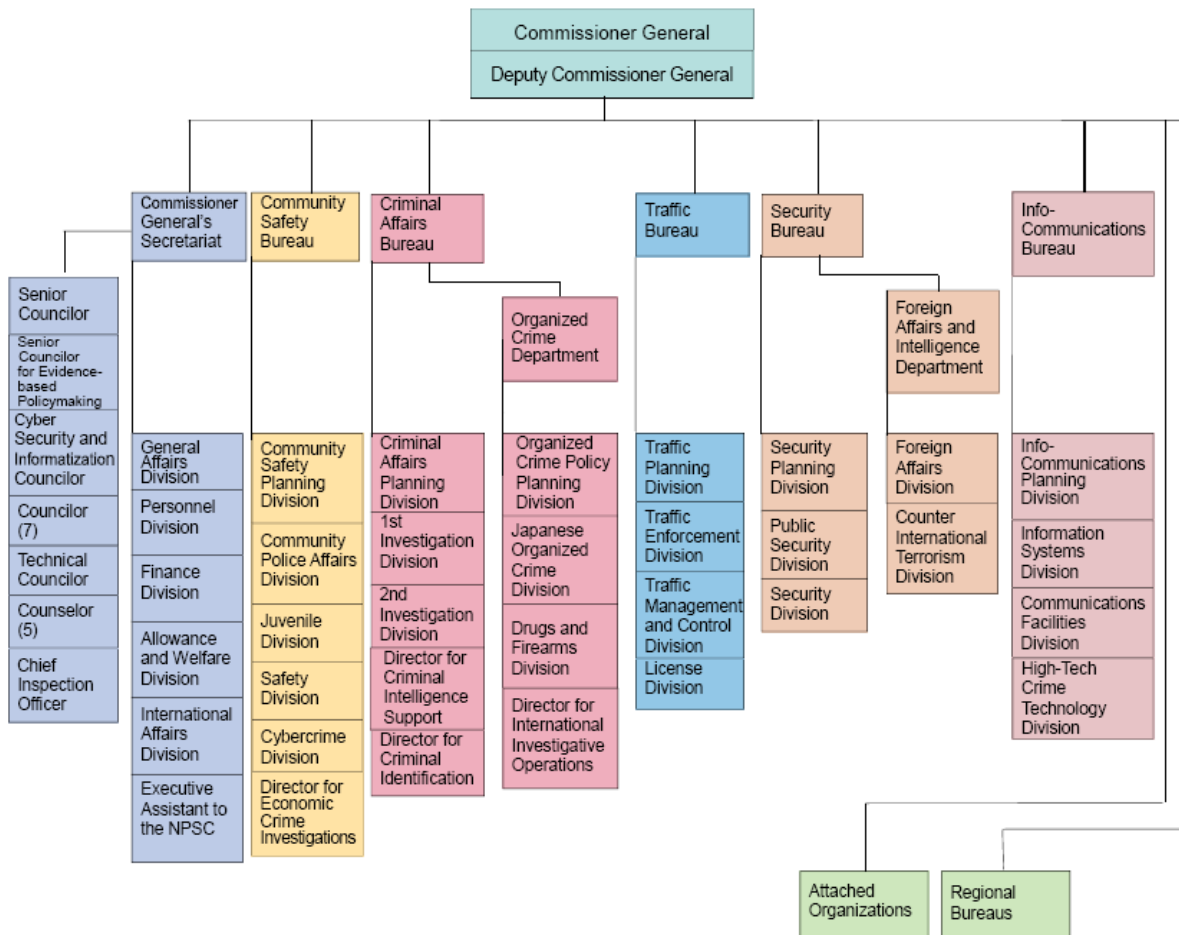 Commissioner General
Deputy Commissioner General
Commissioner
General's
Secretariat
Community
Safety
Bureau
Criminal
Affairs
Bureau
Traffic
Bureau
Security
Bureau
Info-
Communications
Bureau
Senior
Councilor
Senior
Councilor
for Evidence-
based
Policymaking
Cyber
Security and
Informatization
Councilor
Councilor
(7)
Technical
Councilor
Counselor
(5)
Chief
Inspection
Officer
Organized
Crime
Department
Foreign
Affairs and
Intelligence
Department
General
Affairs
Division
Personnel
Division
Finance
Division
Allowance
and Welfare
Division
International
Affairs
Division
Executive
Assistant to
the NPSC
Community
Safety
Planning
Division
Community
Police Affairs
Division
Juvenile
Division
Safety
Division
Cybercrime
Division
Director for
Economic
Crime
Investigations
Criminal
Affairs
Planning
Division
1st
Investigation
Division
2nd
Investigation
Division
Director for
Criminal
Intelligence
Support
Director for
Criminal
Identification
Organized
Crime Policy
Planning
Division
Japanese
Organized
Crime
Division
Drugs and
Firearms
Division
Director for
International
Investigative
Operations
Traffic
Planning
Division
Traffic
Enforcement
Division
Traffic
Management
and Control
Division
License
Division
Security
Planning
Division
Public
Security
Division
Security
Division
Foreign
Affairs
Division
Counter
International
Terrorism
Division
Info-
Communications
Planning
Division
Information
Systems
Division
Communications
Facilities
Division
High-Tech
Crime
Technology
Division
Attached
Organizations
Regional
Bureaus